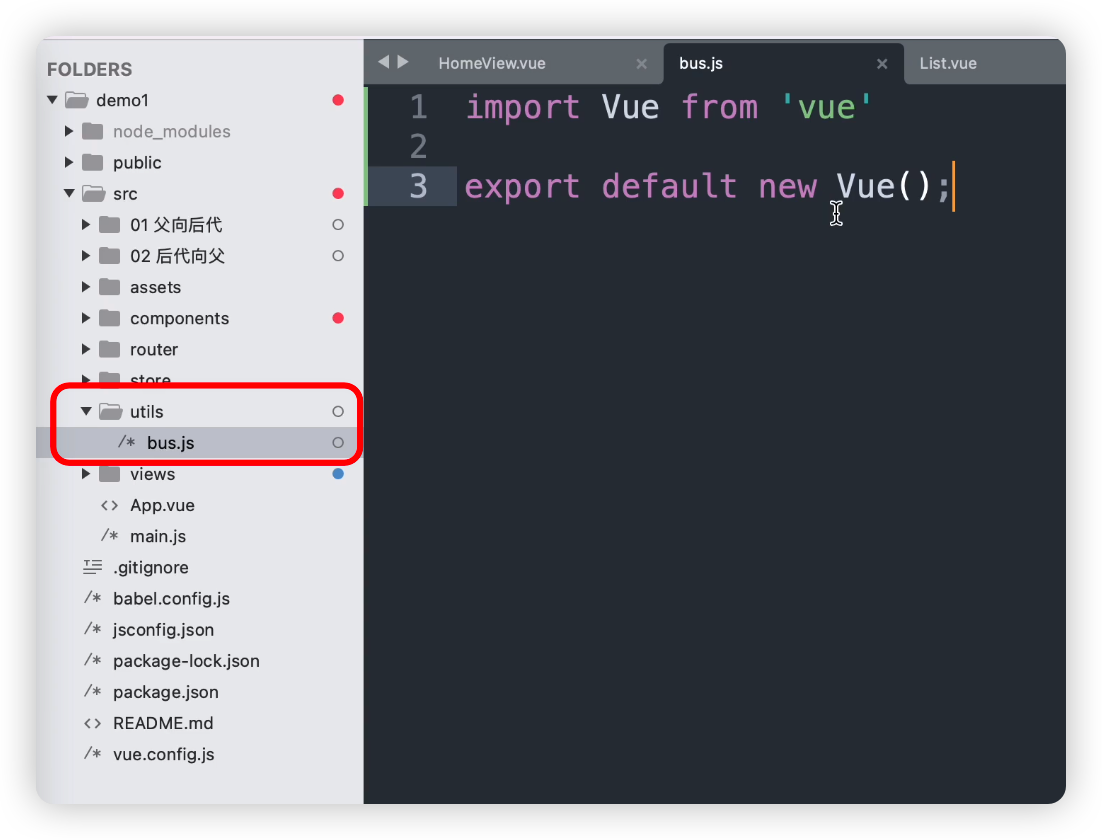 FOLDERS
demo1
node_modules
public
src
01 父向后代
02 后代向父
assets
components
router
store
utils
/* bus.js
views
<> App.vue
/* main.js
.gitignore
/* babel.config.js
/* jsconfig.json
/* package-lock.json
/* package.json
<> README.md
/* vue.config.js
HomeView.vue × bus.js × List.vue
1 import Vue from 'vue'
2
3 export default new Vue();